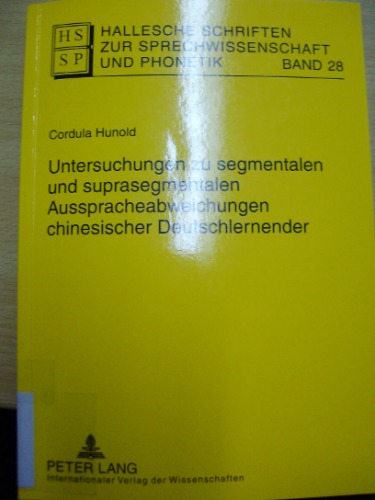 HS
SP
HALLESCHE SCHRIFTEN
ZUR SPRECHWISSENSCHAFT
UND PHONETIK BAND 28
Cordula Hunold
Untersuchungen zu segmentalen
und suprasegmentalen
Ausspracheabweichungen
chinesischer Deutschlernender
PETER LANG
Internationaler Verlag der Wissenschaften